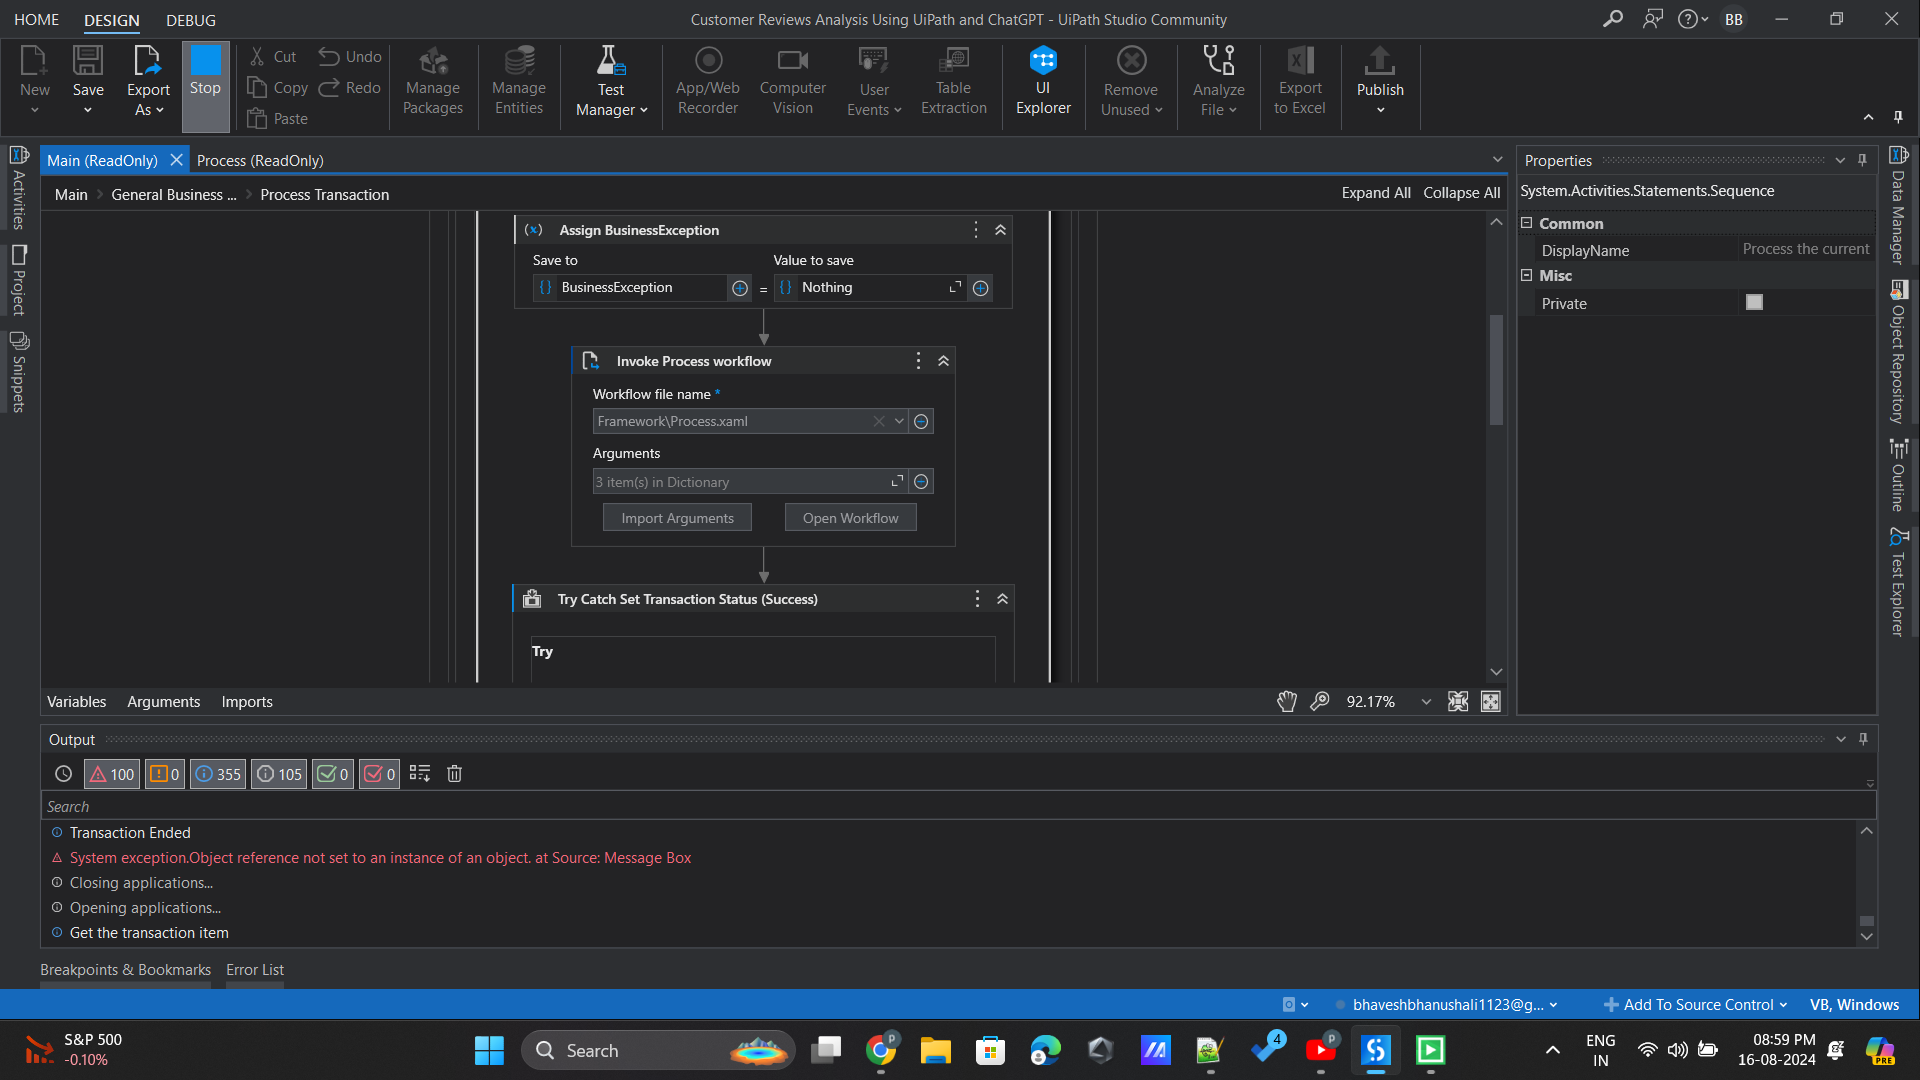 HOME DESIGN DEBUG
Customer Reviews Analysis Using UiPath and ChatGPT - UiPath Studio Community
BB
New
Save
Export As
Stop
Cut
Copy
Paste
Undo
Redo
Manage Packages
Manage Entities
Test Manager
App/Web Recorder
Computer Vision
User Events
Table Extraction
UI Explorer
Remove Unused
Analyze File
Export to Excel
Publish
Main (ReadOnly)
Process (ReadOnly)
Main > General Business ... > Process Transaction
Expand All Collapse All
Activities
Project
Snippets
Assign BusinessException
Save to
Value to save
BusinessException
=
Nothing
Invoke Process workflow
Workflow file name *
Framework\Process.xaml
Arguments
3 item(s) in Dictionary
Import Arguments
Open Workflow
Try Catch Set Transaction Status (Success)
Try
Variables Arguments Imports
92.17%
Properties
System.Activities.Statements.Sequence
Common
DisplayName
Process the current
Misc
Private
Data Manager
Object Repository
Outline
Test Explorer
Output
100
0
355
105
0
0
Search
Transaction Ended
System exception.Object reference not set to an instance of an object. at Source: Message Box
Closing applications...
Opening applications...
Get the transaction item
Breakpoints & Bookmarks Error List
bhaveshbhanushali1123@g...
Add To Source Control
VB, Windows
S&P 500
-0.10%
Search
P
4
P
ENG
IN
08:59 PM
16-08-2024
PRE